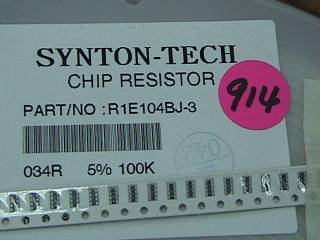 SYNTON-TECH
CHIP RESISTOR
914
PART/NO :R1E104BJ-3
034R 5% 100K